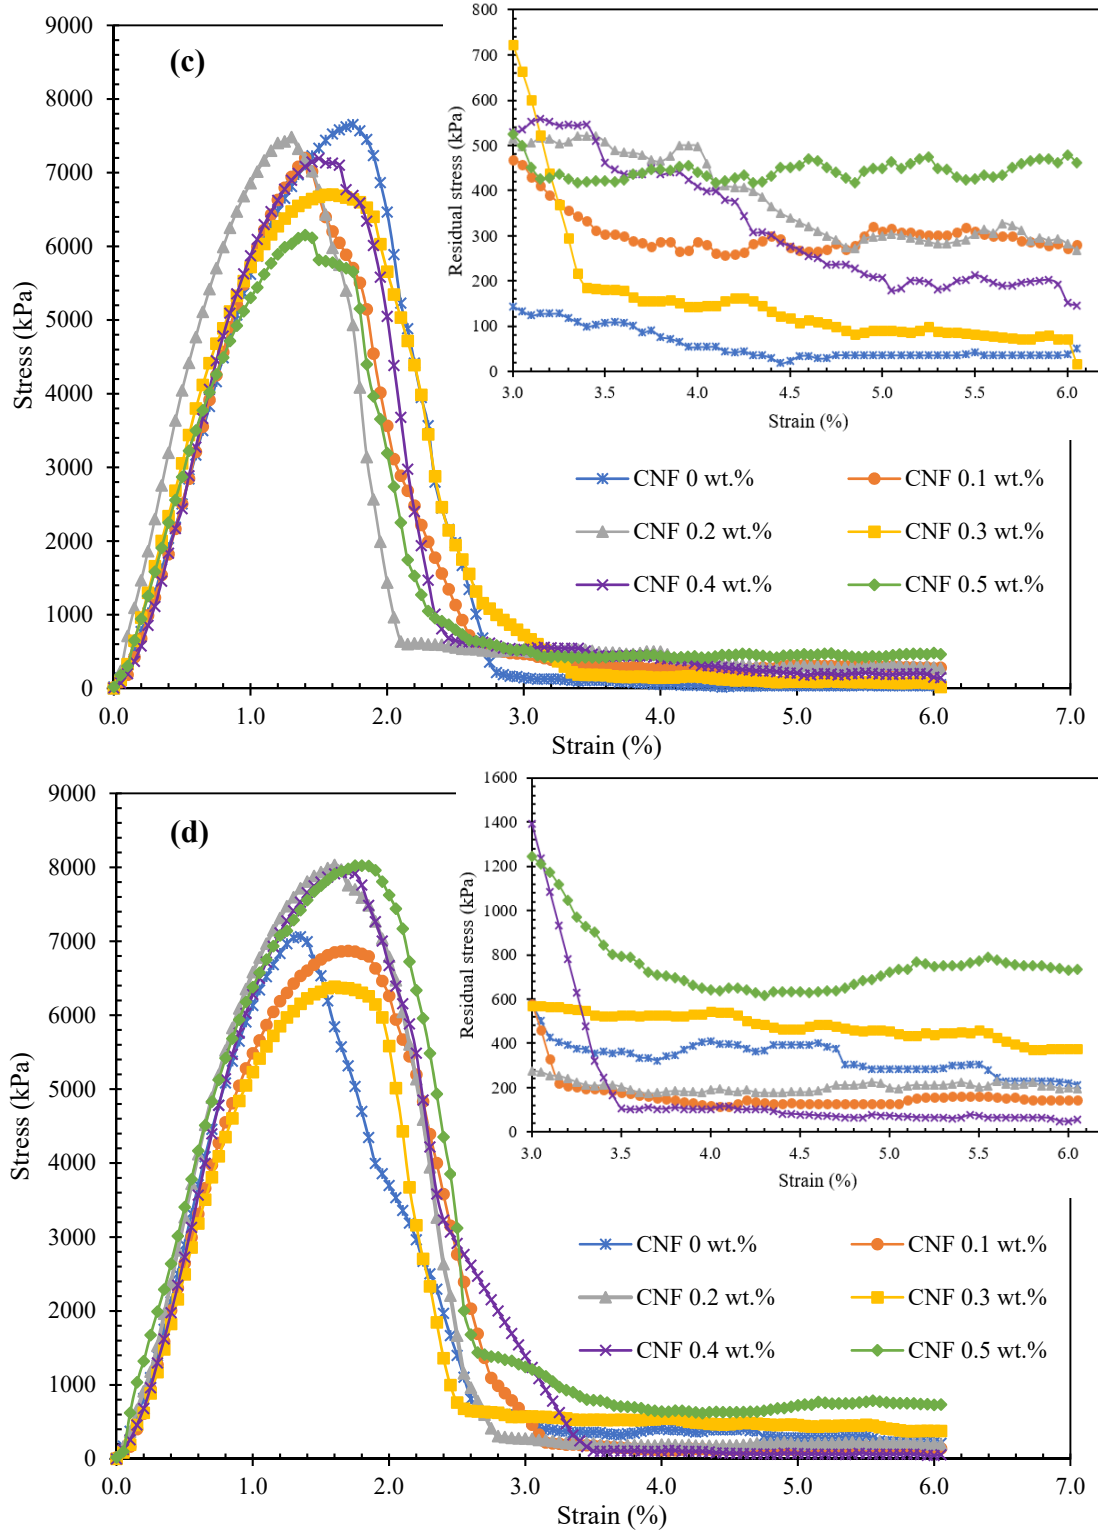 (c)
Stress (kPa)
9000
8000
7000
6000
5000
4000
3000
2000
1000
0
0.0 1.0 2.0 3.0 4.0 5.0 6.0 7.0
Strain (%)
Residual stress (kPa)
800
700
600
500
400
300
200
100
0
3.0 3.5 4.0 4.5 5.0 5.5 6.0
Strain (%)
CNF 0 wt.% CNF 0.1 wt.%
CNF 0.2 wt.% CNF 0.3 wt.%
CNF 0.4 wt.% CNF 0.5 wt.%
(d)
Stress (kPa)
9000
8000
7000
6000
5000
4000
3000
2000
1000
0
0.0 1.0 2.0 3.0 4.0 5.0 6.0 7.0
Strain (%)
Residual stress (kPa)
1600
1400
1200
1000
800
600
400
200
0
3.0 3.5 4.0 4.5 5.0 5.5 6.0
Strain (%)
CNF 0 wt.% CNF 0.1 wt.%
CNF 0.2 wt.% CNF 0.3 wt.%
CNF 0.4 wt.% CNF 0.5 wt.%